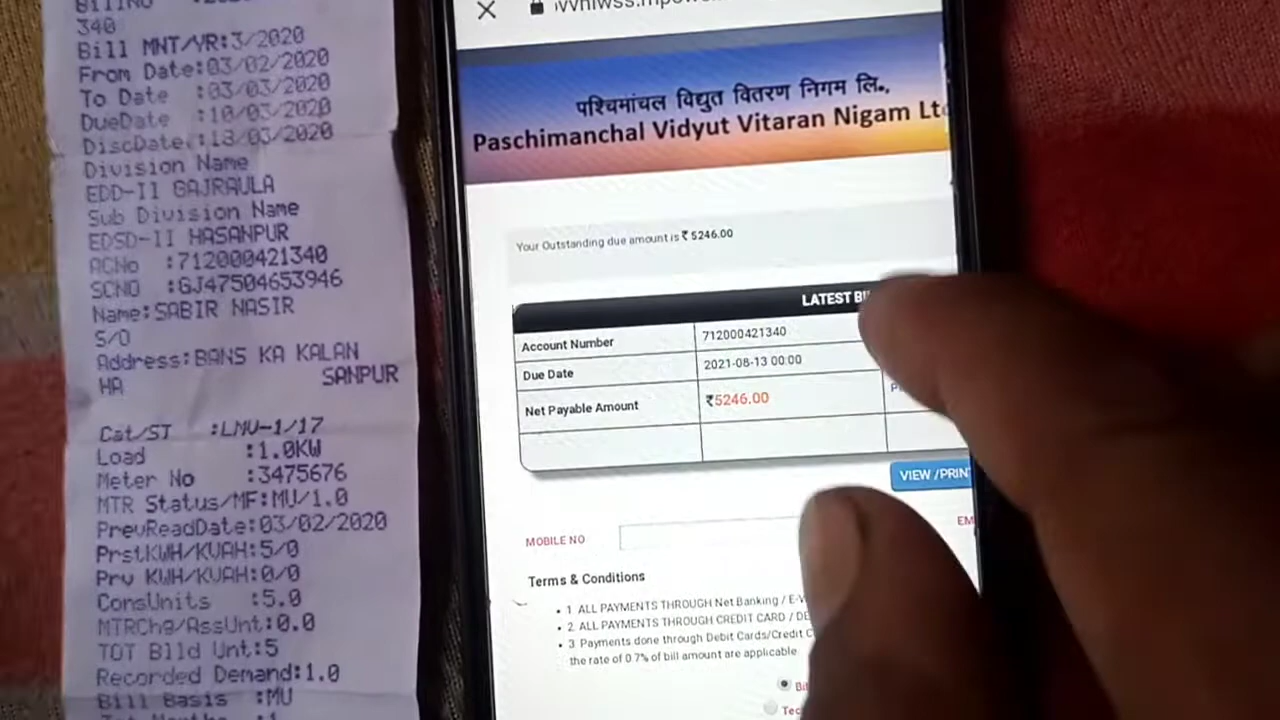 340
Bill MNT/YR:3/2020
From Date:03/02/2020
To Date :03/03/2020
DueDate :10/03/2020
DiscDate:18/03/2020
Division Name
EDD-II GAJRAULA
Sub Division Name
EDSD-II HASANPUR
ACNo :712000421340
SCNO :GJ47504653946
Name:SABIR NASIR
S/O
Address:BANS KA KALAN
HA SANPUR
Cat/ST :LMV-1/17
Load :1.0KW
Meter No :3475676
MTR Status/MF:MU/1.0
PrevReadDate:03/02/2020
PrstKWH/KVAH:5/0
Prv KWH/KVAH:0/0
ConsUnits :5.0
MTRChg/AssUnt:0.0
TOT Blld Unt:5
Recorded Demand:1.0
Bill Basis :MU
पश्चिमांचल विद्युत वितरण निगम लि.,
Paschimanchal Vidyut Vitaran Nigam
Your Outstanding due amount is ₹ 5246.00
LATEST
Account Number 712000421340
Due Date 2021-08-13 00:00
Net Payable Amount ₹5246.00
VIEW /PRIN
MOBILE NO EM
Terms & Conditions
• 1 ALL PAYMENTS THROUGH Net Banking /
• 2. ALL PAYMENTS THROUGH CREDIT CARD /
• 3 Payments done through Debit Cards/Credit
the rate of 0.7% of bill amount are applicable